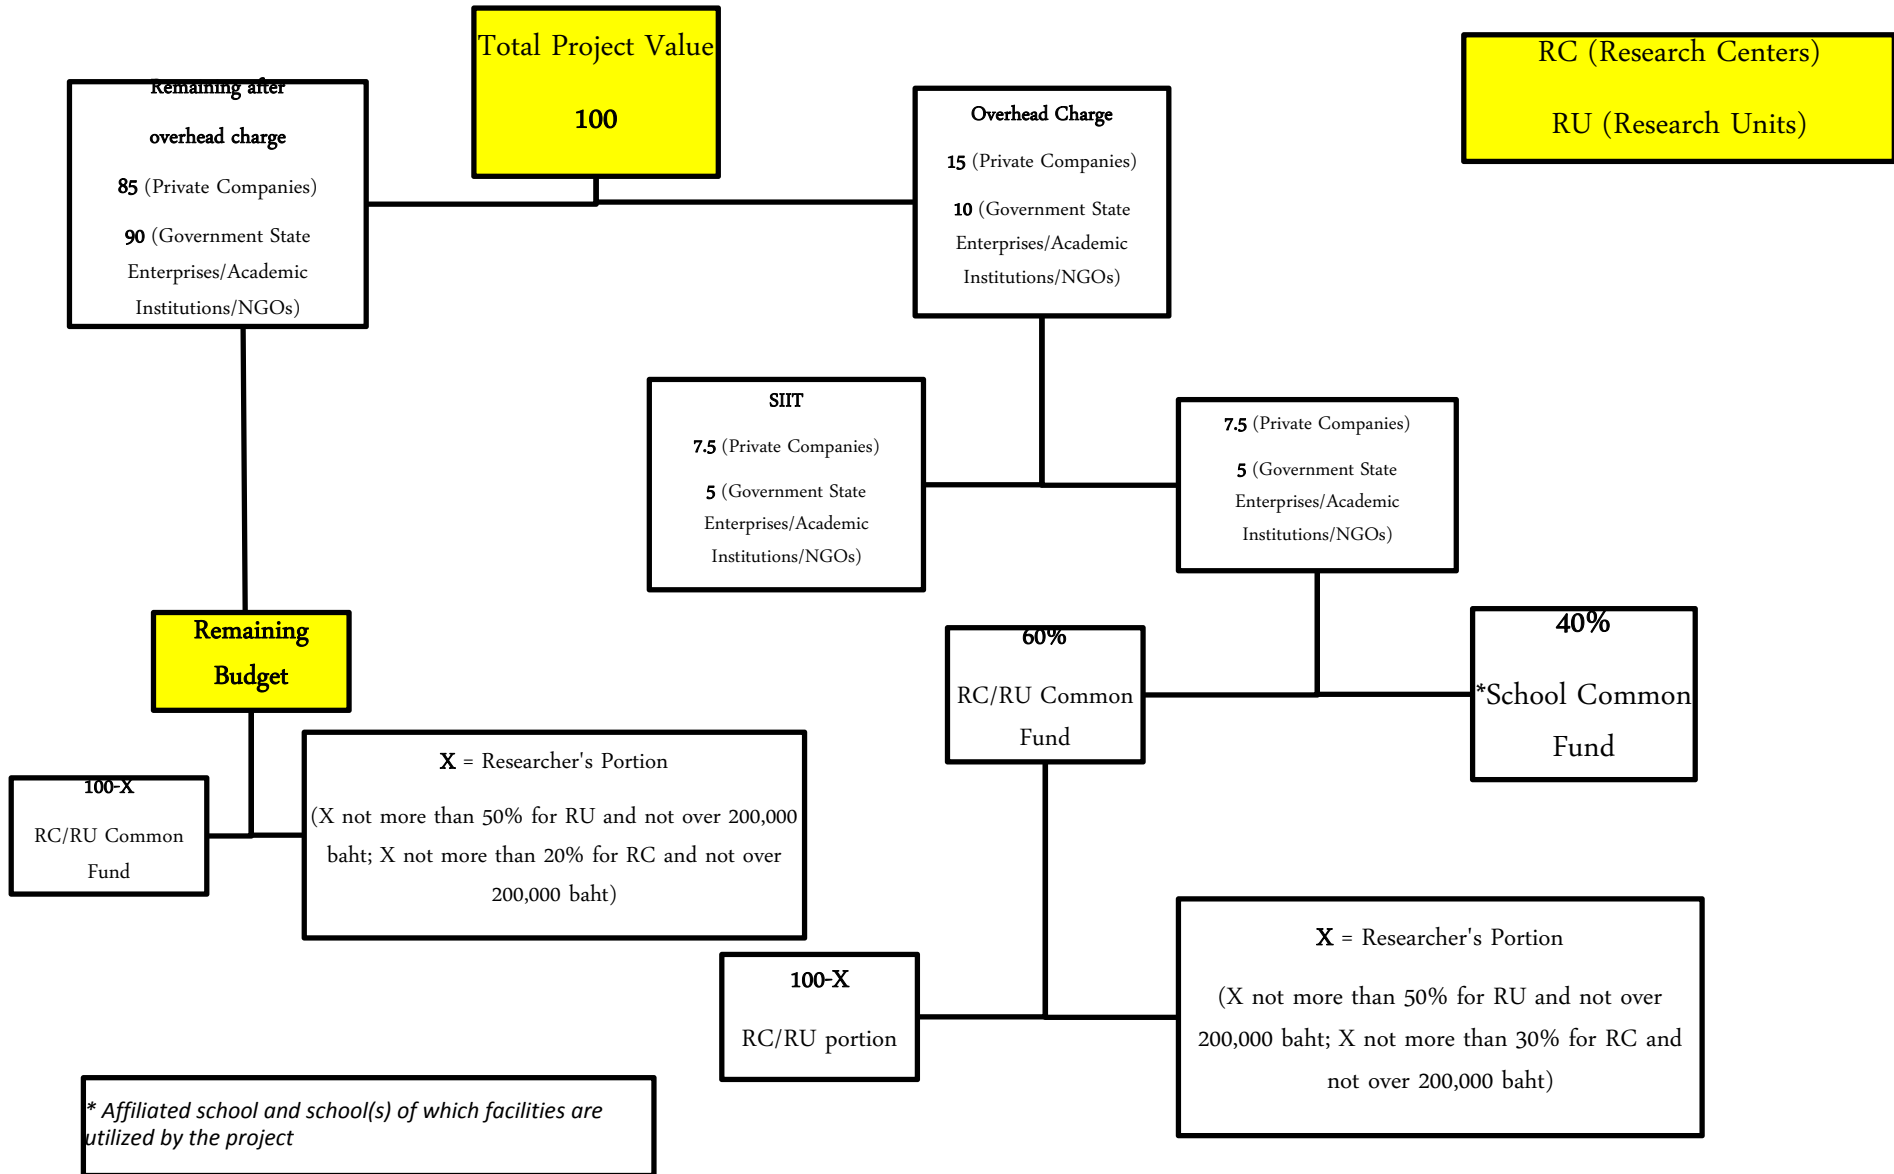 Total Project Value
100
RC (Research Centers)
RU (Research Units)
Remaining after
overhead charge
85 (Private Companies)
90 (Government State
Enterprises/Academic
Institutions/NGOs)
Overhead Charge
15 (Private Companies)
10 (Government State
Enterprises/Academic
Institutions/NGOs)
SIIT
7.5 (Private Companies)
5 (Government State
Enterprises/Academic
Institutions/NGOs)
7.5 (Private Companies)
5 (Government State
Enterprises/Academic
Institutions/NGOs)
Remaining
Budget
60%
RC/RU Common
Fund
40%
*School Common
Fund
100-X
RC/RU Common
Fund
X = Researcher's Portion
(X not more than 50% for RU and not over 200,000
baht; X not more than 20% for RC and not over
200,000 baht)
100-X
RC/RU portion
X = Researcher's Portion
(X not more than 50% for RU and not over
200,000 baht; X not more than 30% for RC and
not over 200,000 baht)
* Affiliated school and school(s) of which facilities are
utilized by the project